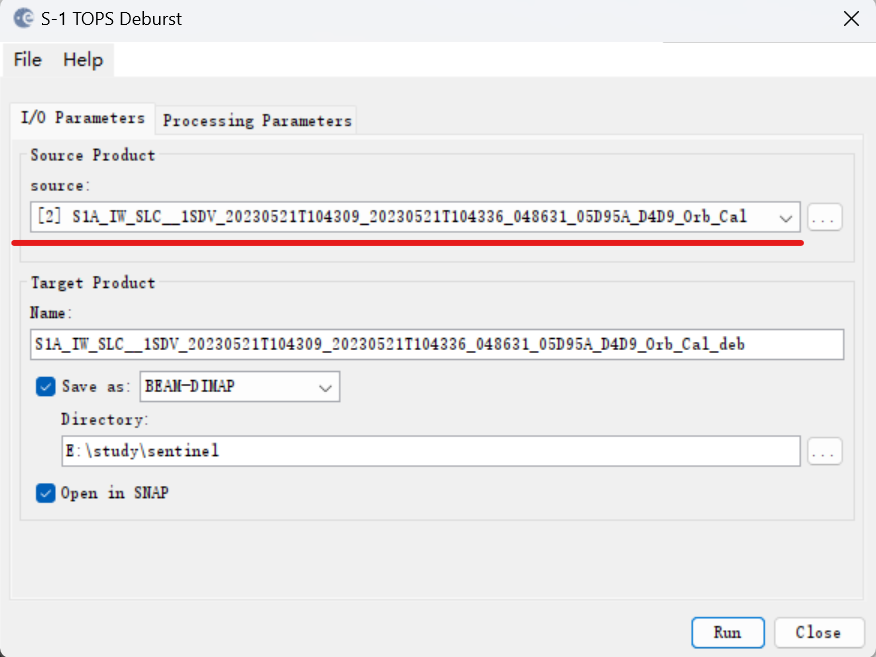 S-1 TOPS Deburst
File Help
I/O Parameters Processing Parameters
Source Product
source:
[2] S1A_IW_SLC__1SDV_20230521T104309_20230521T104336_048631_05D95A_D4D9_Orb_Cal ...
Target Product
Name:
S1A_IW_SLC__1SDV_20230521T104309_20230521T104336_048631_05D95A_D4D9_Orb_Cal_deb
Save as: BEAM-DIMAP
Directory:
E:\study\sentinel ...
Open in SNAP
Run Close